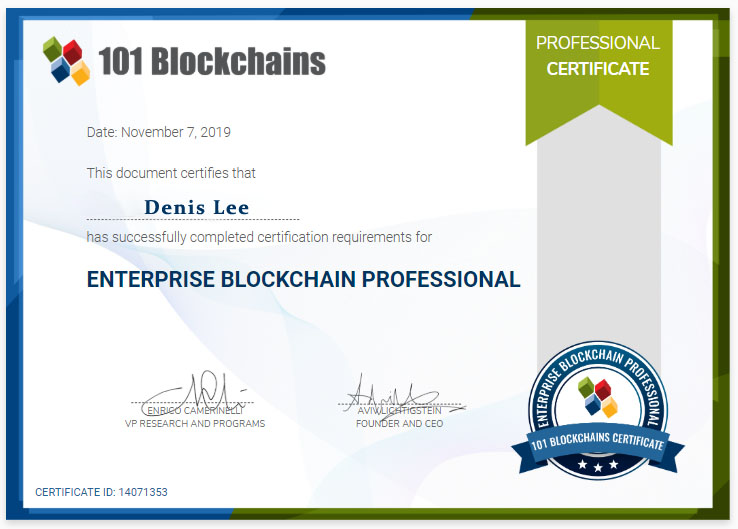 101 Blockchains
PROFESSIONAL
CERTIFICATE
Date: November 7, 2019
This document certifies that
Denis Lee
has successfully completed certification requirements for
ENTERPRISE BLOCKCHAIN PROFESSIONAL
ENRICO CAMERINELLI
VP RESEARCH AND PROGRAMS
AVIV LICHTIGSTEIN
FOUNDER AND CEO
ENTERPRISE BLOCKCHAIN PROFESSIONAL
101 BLOCKCHAINS CERTIFICATE
CERTIFICATE ID: 14071353